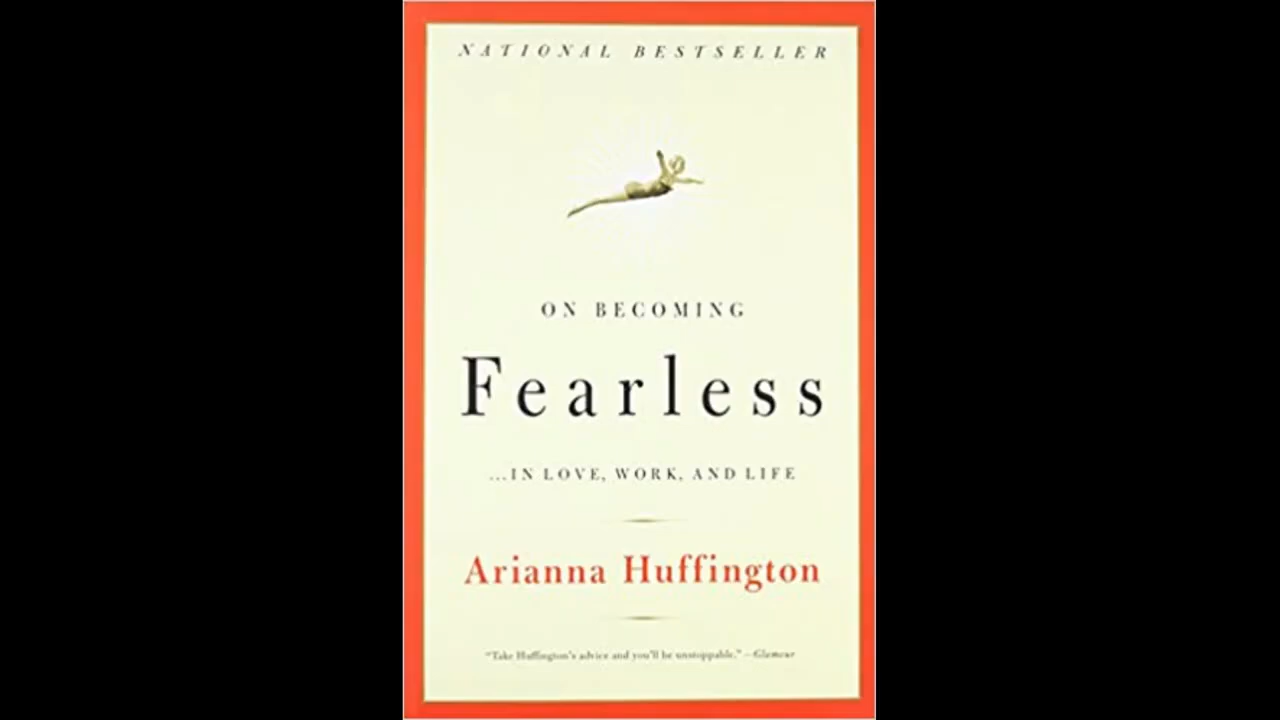 NATIONAL BESTSELLER
ON BECOMING
Fearless
...IN LOVE, WORK, AND LIFE
Arianna Huffington
"Take Huffington's advice and you'll be unstoppable." –Glamour